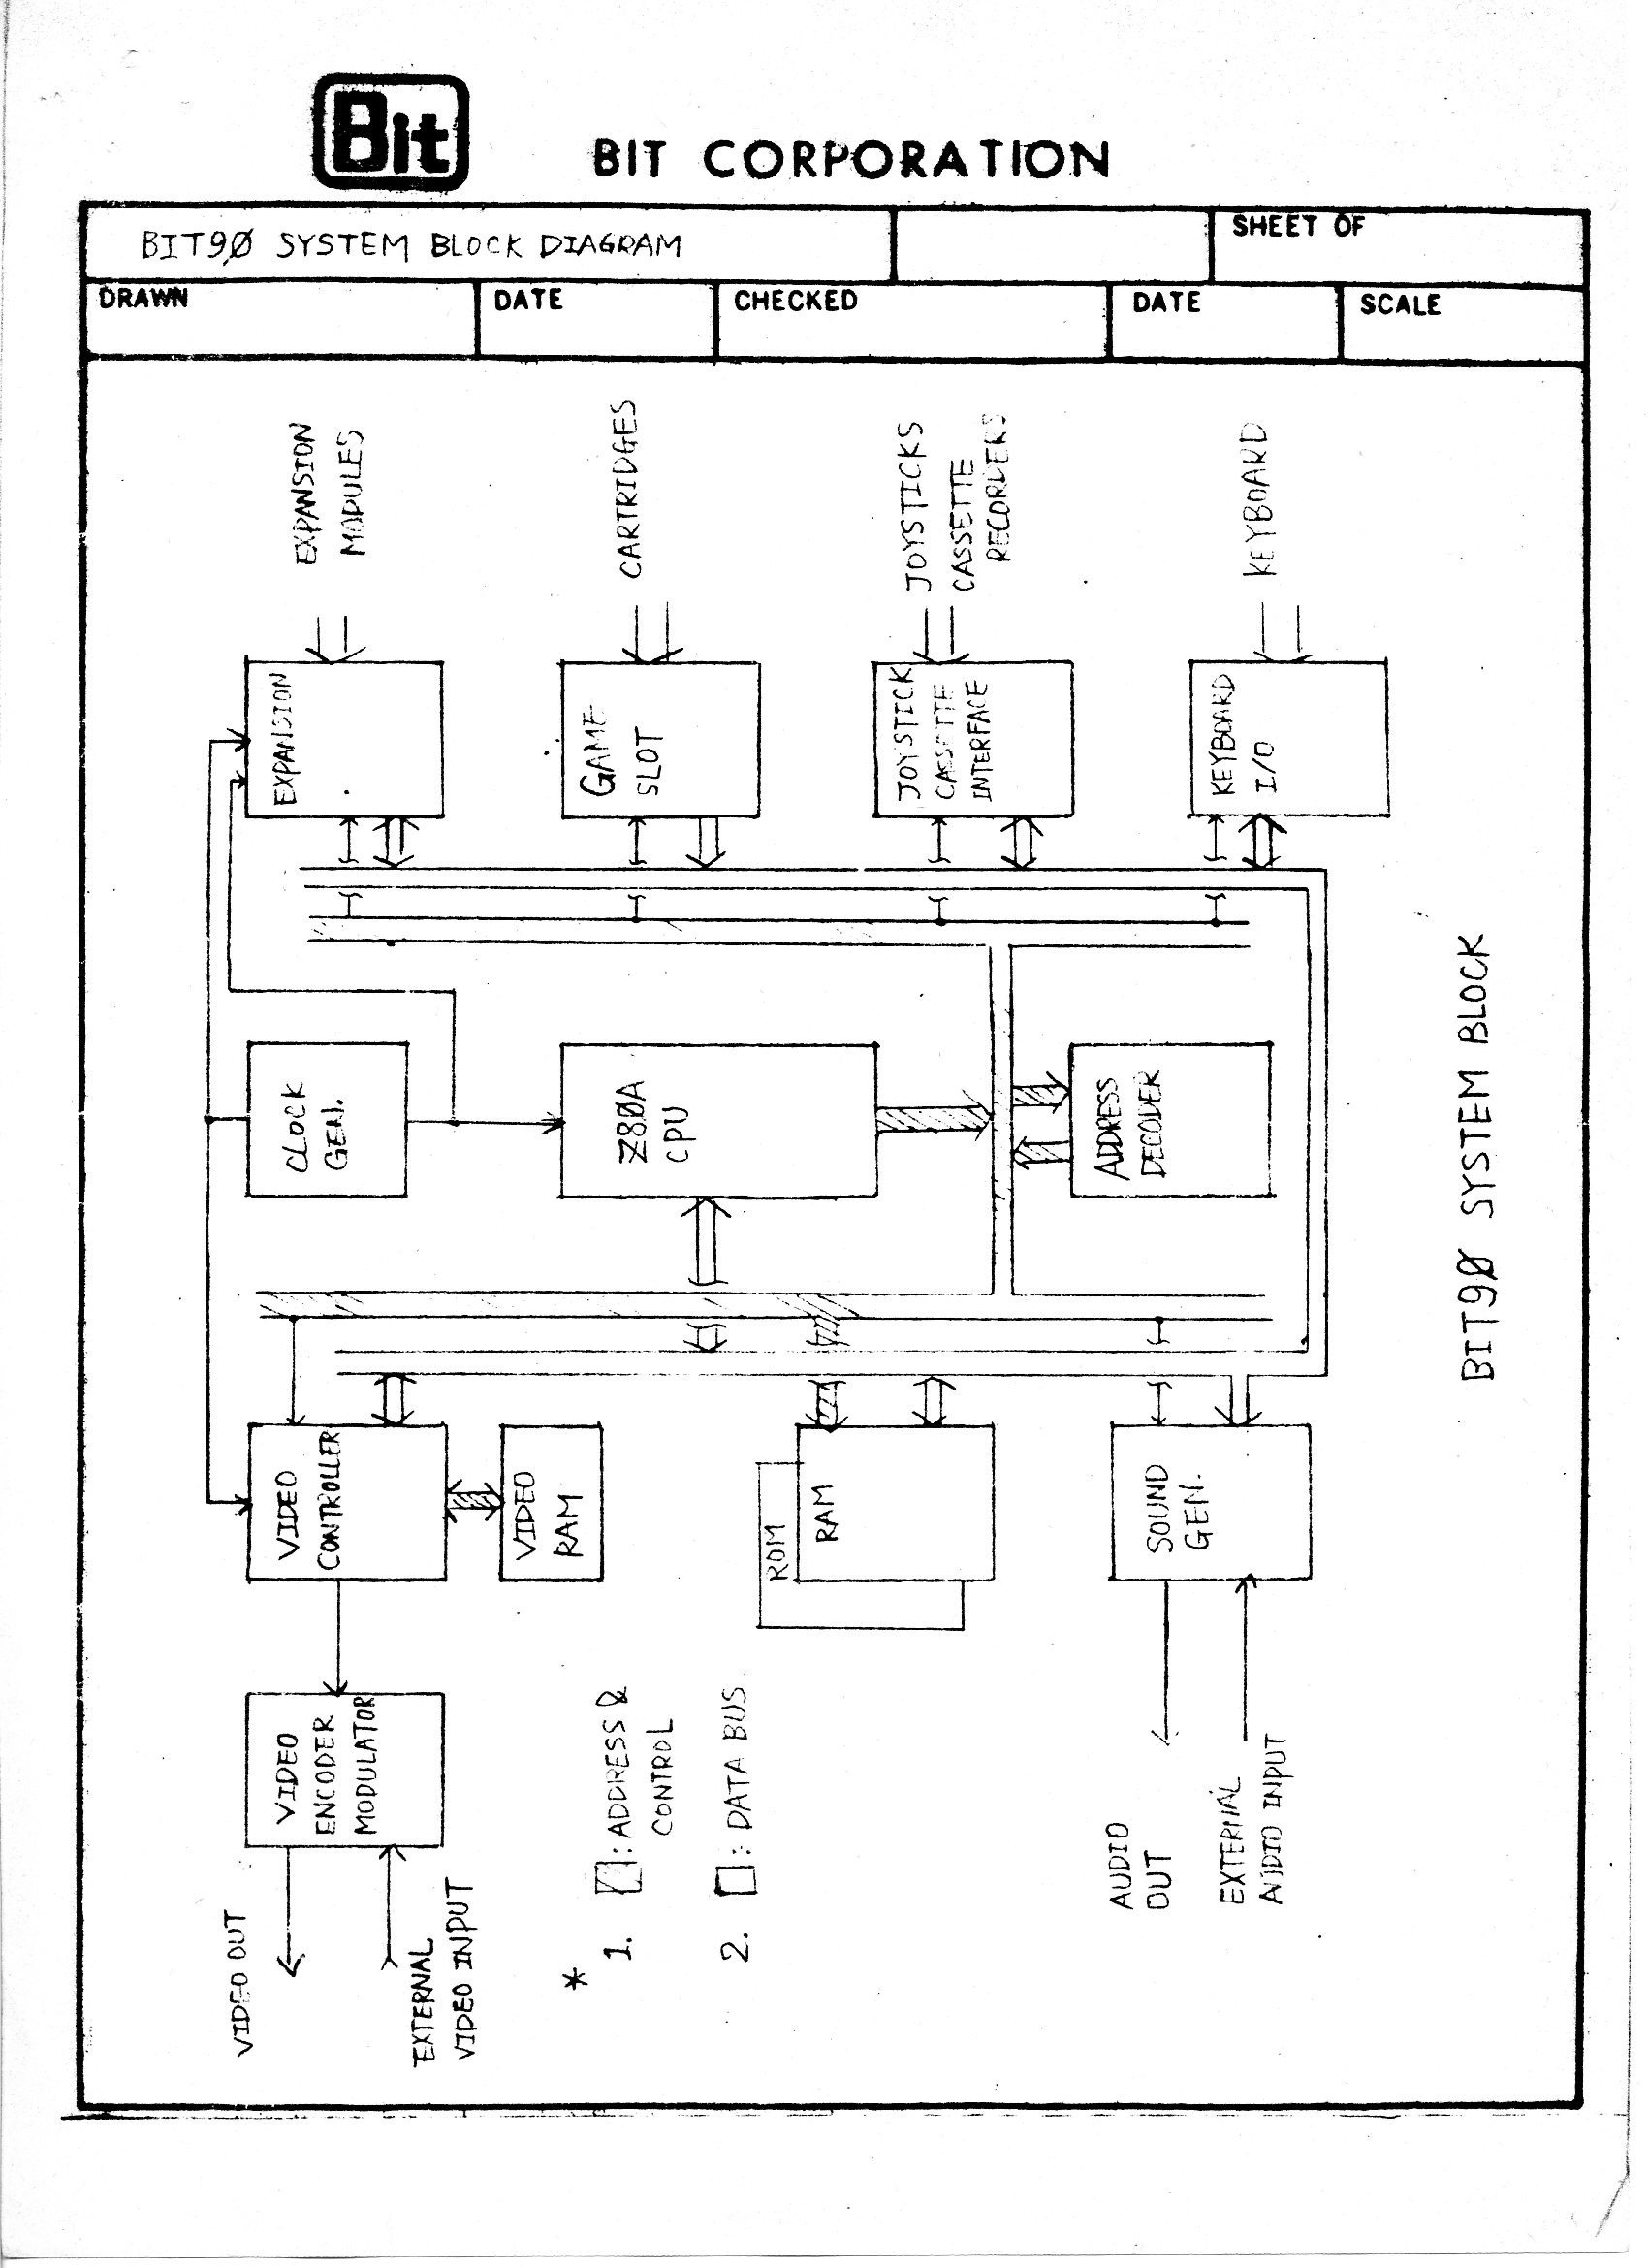 Bit
BIT CORPORATION
BIT9Ø SYSTEM BLOCK DIAGRAM
SHEET OF
DRAWN
DATE
CHECKED
DATE
SCALE
EXPANSION
MODULES
CARTRIDGES
JOYSTICKS
CASSETTE
RECORDERS
KEYBOARD
EXPANSION
GAME
SLOT
JOYSTICK
CASSETTE
INTERFACE
KEYBOARD
I/O
CLOCK
GEN.
Z8ØA
CPU
ADDRESS
DECODER
VIDEO
CONTROLLER
VIDEO
RAM
ROM
RAM
SOUND
GEN.
VIDEO
ENCODER
MODULATOR
VIDEO OUT
EXTERNAL
VIDEO INPUT
*
1. : ADDRESS &
CONTROL
2. : DATA BUS
AUDIO
OUT
EXTERNAL
AUDIO INPUT
BIT9Ø SYSTEM BLOCK